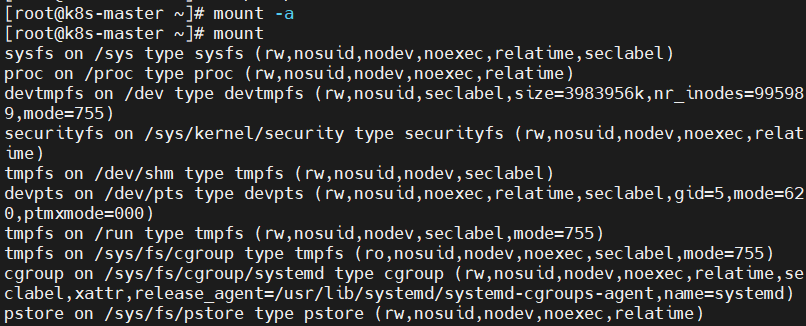 [root@k8s-master ~]# mount -a
[root@k8s-master ~]# mount
sysfs on /sys type sysfs (rw,nosuid,nodev,noexec,relatime,seclabel)
proc on /proc type proc (rw,nosuid,nodev,noexec,relatime)
devtmpfs on /dev type devtmpfs (rw,nosuid,seclabel,size=3983956k,nr_inodes=99598
9,mode=755)
securityfs on /sys/kernel/security type securityfs (rw,nosuid,nodev,noexec,relat
ime)
tmpfs on /dev/shm type tmpfs (rw,nosuid,nodev,seclabel)
devpts on /dev/pts type devpts (rw,nosuid,noexec,relatime,seclabel,gid=5,mode=62
0,ptmxmode=000)
tmpfs on /run type tmpfs (rw,nosuid,nodev,seclabel,mode=755)
tmpfs on /sys/fs/cgroup type tmpfs (ro,nosuid,nodev,noexec,seclabel,mode=755)
cgroup on /sys/fs/cgroup/systemd type cgroup (rw,nosuid,nodev,noexec,relatime,se
clabel,xattr,release_agent=/usr/lib/systemd/systemd-cgroups-agent,name=systemd)
pstore on /sys/fs/pstore type pstore (rw,nosuid,nodev,noexec,relatime)